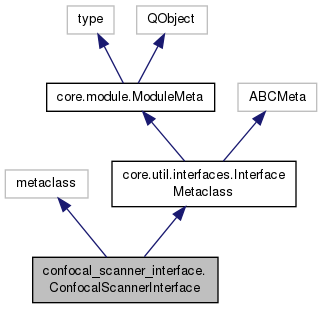 type
QObject
core.module.ModuleMeta
ABCMeta
core.util.interfaces.Interface
Metaclass
metaclass
confocal_scanner_interface.
ConfocalScannerInterface